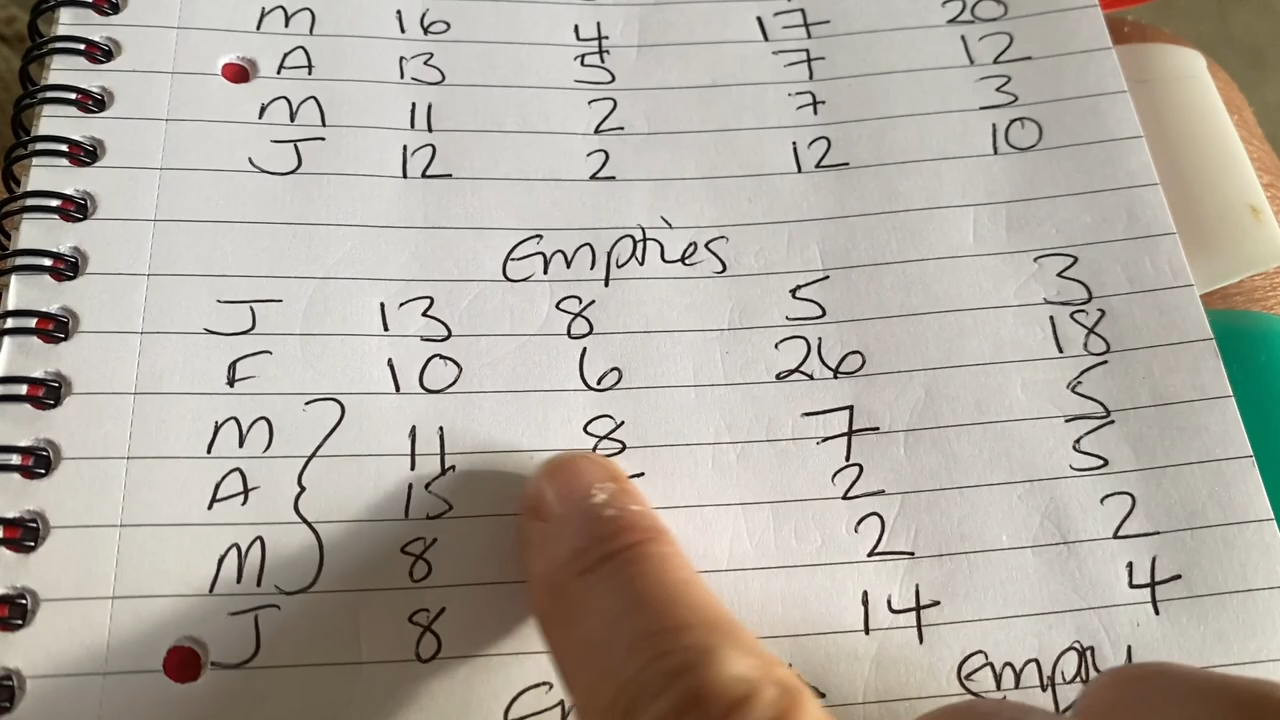 M 16 4 17 20
A 13 5 7 12
M 11 2 7 3
J 12 2 12 10
Empties
J 13 8 5 3
F 10 6 26 18
M 11 8 7 5
A 15 2 5
M 8 2 2
J 8 14 4